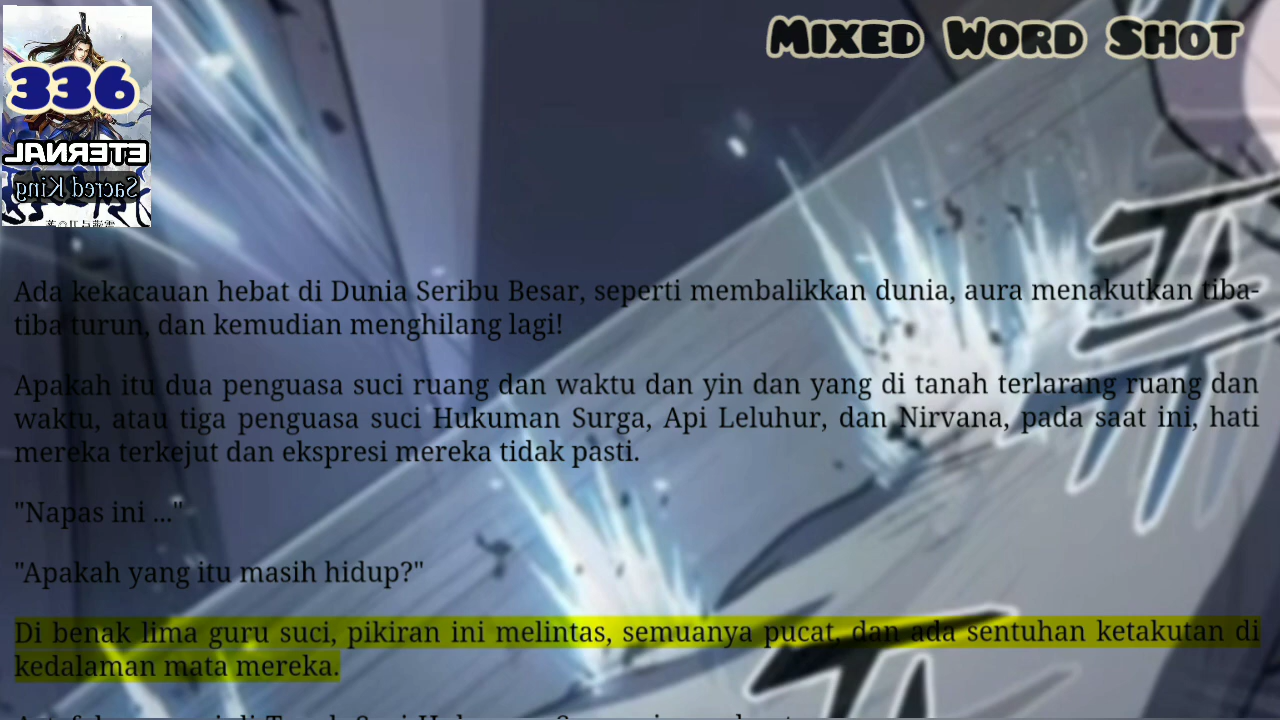 MIXED WORD SHOT
336
ETERNAL
Sacred King
Ada kekacauan hebat di Dunia Seribu Besar, seperti membalikkan dunia, aura menakutkan tiba-
tiba turun, dan kemudian menghilang lagi!
Apakah itu dua penguasa suci ruang dan waktu dan yin dan yang di tanah terlarang ruang dan
waktu, atau tiga penguasa suci Hukuman Surga, Api Leluhur, dan Nirvana, pada saat ini, hati
mereka terkejut dan ekspresi mereka tidak pasti.
"Napas ini ..."
"Apakah yang itu masih hidup?"
Di benak lima guru suci, pikiran ini melintas, semuanya pucat, dan ada sentuhan ketakutan di
kedalaman mata mereka.